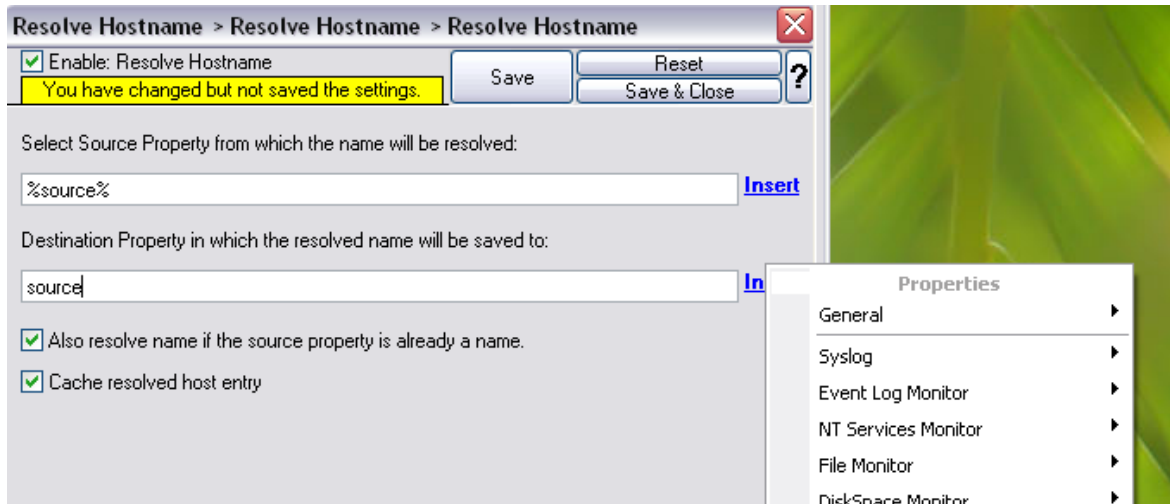 Resolve Hostname > Resolve Hostname > Resolve Hostname
Enable: Resolve Hostname
You have changed but not saved the settings.
Save
Reset
Save & Close
?
Select Source Property from which the name will be resolved:
%source%
Insert
Destination Property in which the resolved name will be saved to:
source
In
Also resolve name if the source property is already a name.
Cache resolved host entry
Properties
General
Syslog
Event Log Monitor
NT Services Monitor
File Monitor
DiskSpace Monitor